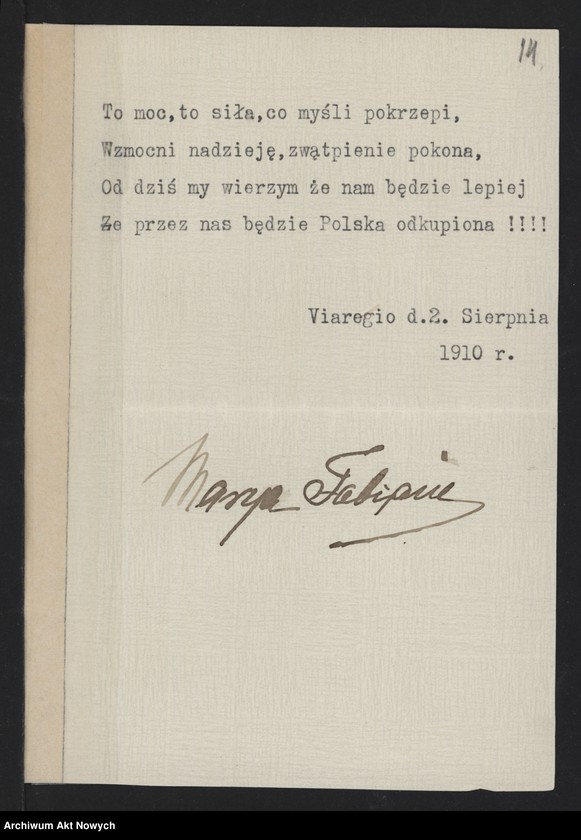 14.
To moc,to siła,co myśli pokrzepi,
Wzmocni nadzieję,zwątpienie pokona,
Od dziś my wierzym że nam będzie lepiej
Że przez nas będzie Polska odkupiona !!!!
Viaregio d.2. Sierpnia
1910 r.
Marya Fabiani
Archiwum Akt Nowych